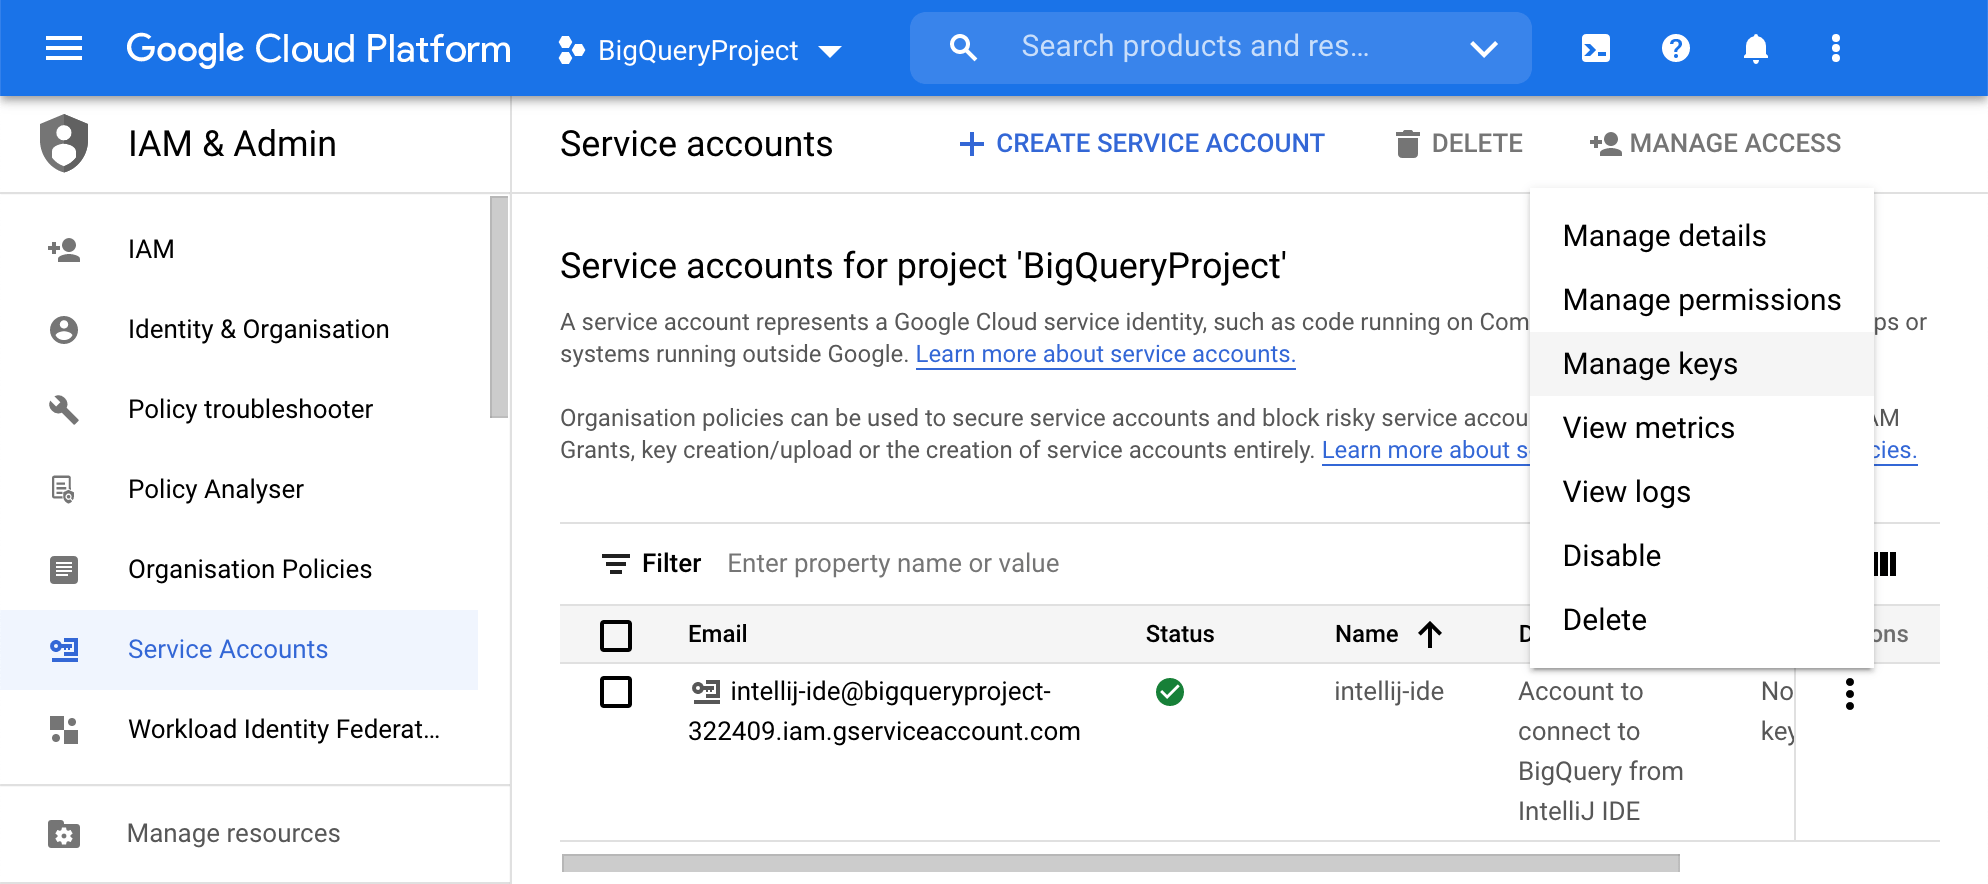 Google Cloud Platform
BigQueryProject
Search products and res...
IAM & Admin
IAM
Identity & Organisation
Policy troubleshooter
Policy Analyser
Organisation Policies
Service Accounts
Workload Identity Federat...
Manage resources
Service accounts
CREATE SERVICE ACCOUNT
DELETE
MANAGE ACCESS
Service accounts for project 'BigQueryProject'
A service account represents a Google Cloud service identity, such as code running on Com ps or
systems running outside Google. Learn more about service accounts.
Organisation policies can be used to secure service accounts and block risky service accou AM
Grants, key creation/upload or the creation of service accounts entirely. Learn more about s cies.
Manage details
Manage permissions
Manage keys
View metrics
View logs
Disable
Delete
Filter Enter property name or value
Email Status Name D ons
intellij-ide@bigqueryproject-
322409.iam.gserviceaccount.com
intellij-ide
Account to
connect to
BigQuery from
IntelliJ IDE
No
key